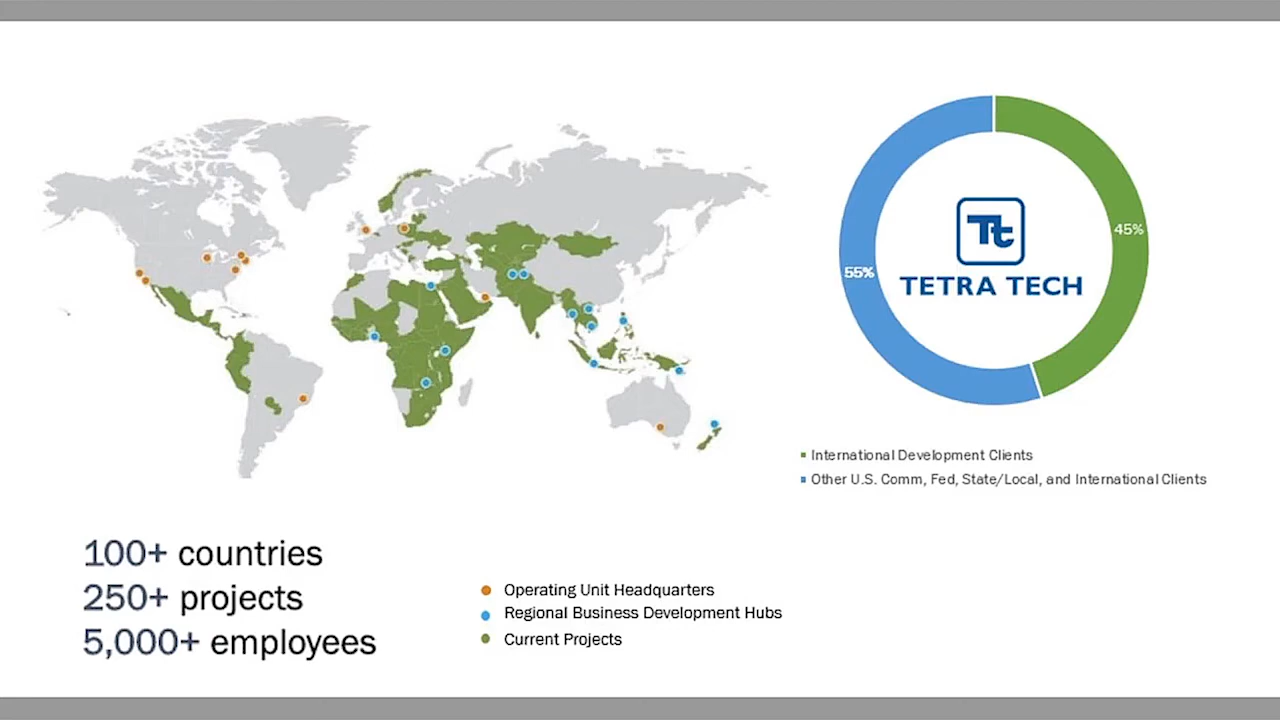 45%
55%
Tt
TETRA TECH
International Development Clients
Other U.S. Comm, Fed, State/Local, and International Clients
100+ countries
250+ projects
5,000+ employees
Operating Unit Headquarters
Regional Business Development Hubs
Current Projects